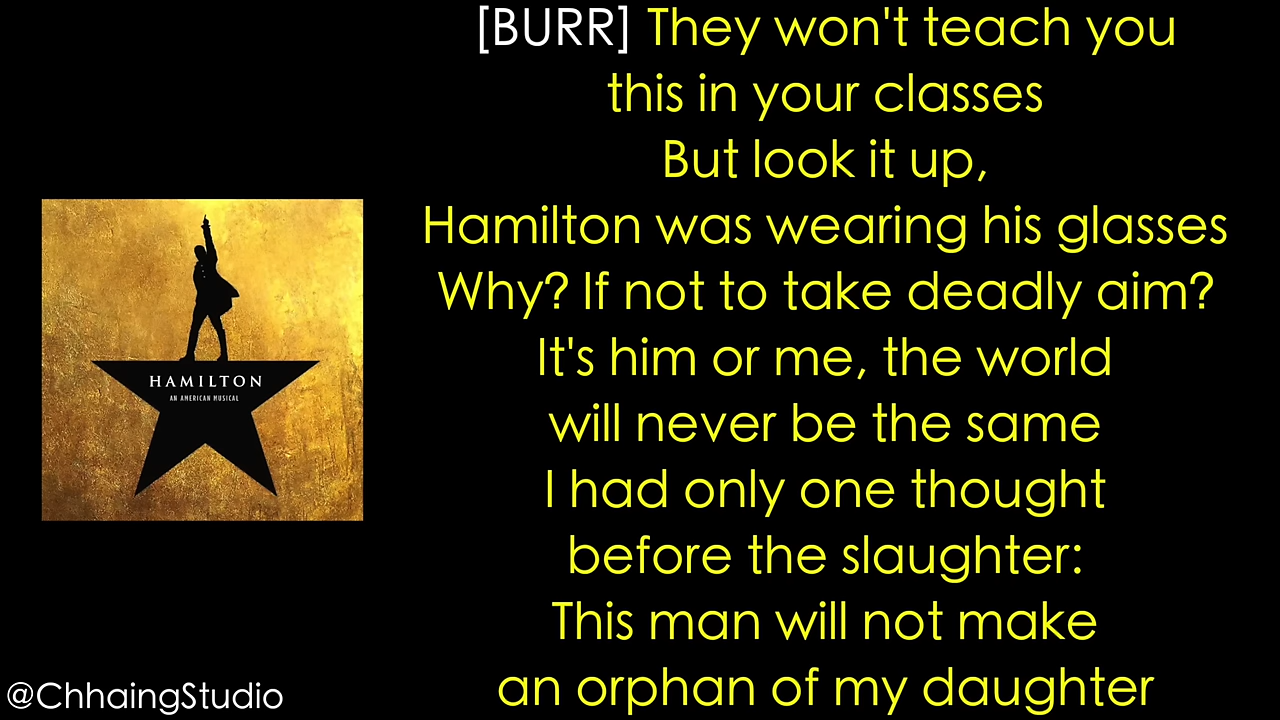 [BURR] They won't teach you
this in your classes
But look it up,
Hamilton was wearing his glasses
Why? If not to take deadly aim?
It's him or me, the world
will never be the same
I had only one thought
before the slaughter:
This man will not make
an orphan of my daughter
HAMILTON
AN AMERICAN MUSICAL
@ChhaingStudio